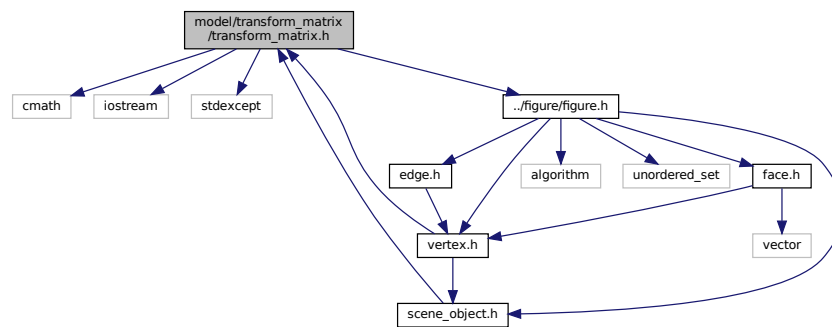 model/transform_matrix
/transform_matrix.h
cmath
iostream
stdexcept
../figure/figure.h
edge.h
algorithm
unordered_set
face.h
vertex.h
vector
scene_object.h